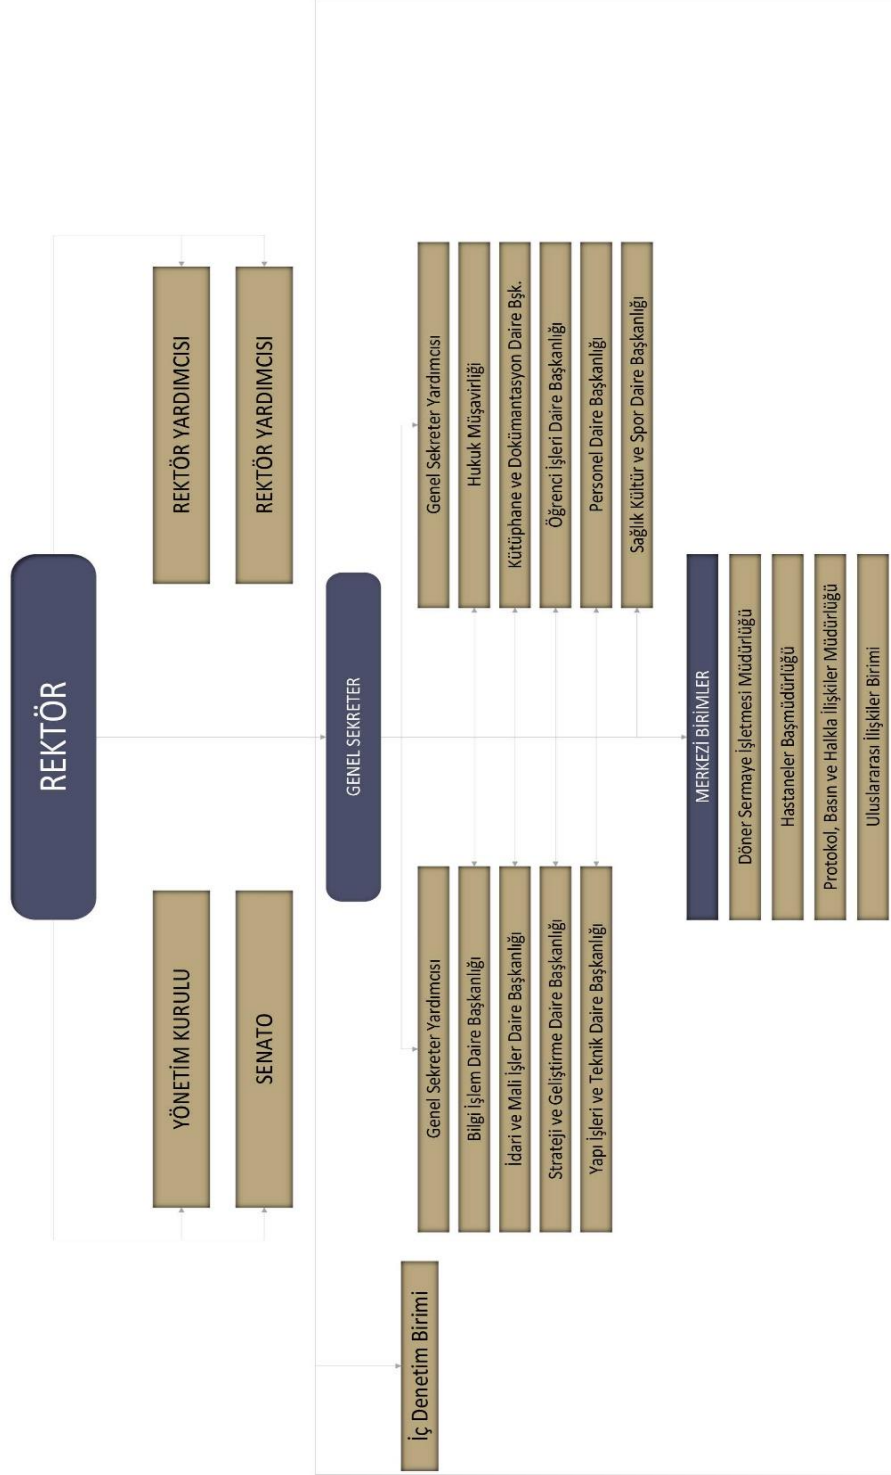 REKTÖR
YÖNETİM KURULU
SENATO
REKTÖR YARDIMCISI
REKTÖR YARDIMCISI
GENEL SEKRETER
İç Denetim Birimi
Genel Sekreter Yardımcısı
Bilgi İşlem Daire Başkanlığı
İdari ve Mali İşler Daire Başkanlığı
Strateji ve Geliştirme Daire Başkanlığı
Yapı İşleri ve Teknik Daire Başkanlığı
Genel Sekreter Yardımcısı
Hukuk Müşavirliği
Kütüphane ve Dokümantasyon Daire Bşk.
Öğrenci İşleri Daire Başkanlığı
Personel Daire Başkanlığı
Sağlık Kültür ve Spor Daire Başkanlığı
MERKEZİ BİRİMLER
Döner Sermaye İşletmesi Müdürlüğü
Hastaneler Başmüdürlüğü
Protokol, Basın ve Halkla İlişkiler Müdürlüğü
Uluslararası İlişkiler Birimi